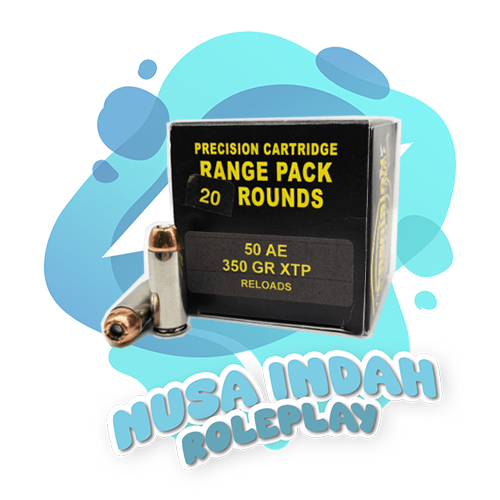 PRECISION CARTRIDGE
RANGE PACK
20 ROUNDS
50 AE
350 GR XTP
RELOADS
NUSA INDAH
ROLEPLAY